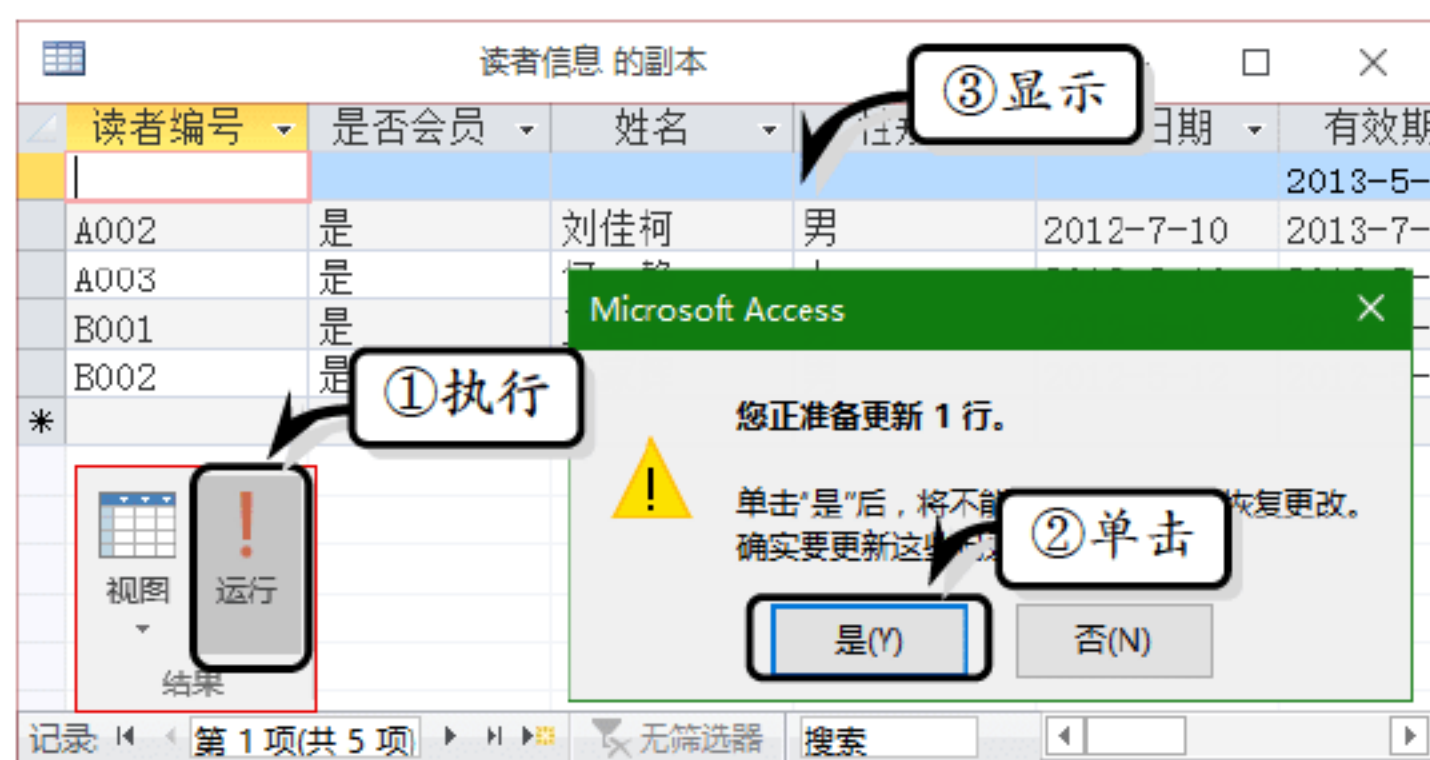 读者信息 的副本
③显示
读者编号 是否会员 姓名 日期 有效期
2013-5-
A002 是 刘佳柯 男 2012-7-10 2013-7-
A003 是
B001 是
B002 是
①执行
*
Microsoft Access
您正准备更新 1 行。
单击“是”后，将不能 恢复更改。
确实要更新这些
②单击
是(Y) 否(N)
视图 运行
结果
记录: 第 1 项(共 5 项) 无筛选器 搜索